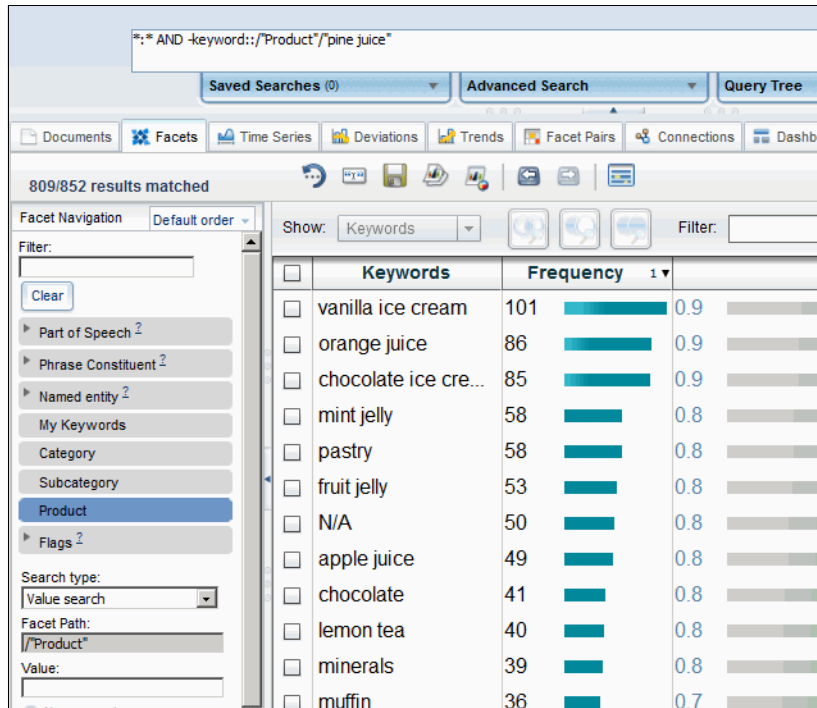 *:* AND -keyword::/"Product"/"pine juice"
Saved Searches (0) Advanced Search Query Tree
Documents Facets Time Series Deviations Trends Facet Pairs Connections Dashb
809/852 results matched
Facet Navigation Default order
Show: Keywords Filter:
Filter:
Clear
Part of Speech ?
Phrase Constituent ?
Named entity ?
My Keywords
Category
Subcategory
Product
Flags ?
Search type:
Value search
Facet Path:
/"Product"
Value:
Keywords Frequency 1
vanilla ice cream 101 0.9
orange juice 86 0.9
chocolate ice cre... 85 0.9
mint jelly 58 0.8
pastry 58 0.8
fruit jelly 53 0.8
N/A 50 0.8
apple juice 49 0.8
chocolate 41 0.8
lemon tea 40 0.8
minerals 39 0.8
muffin 36 0.7